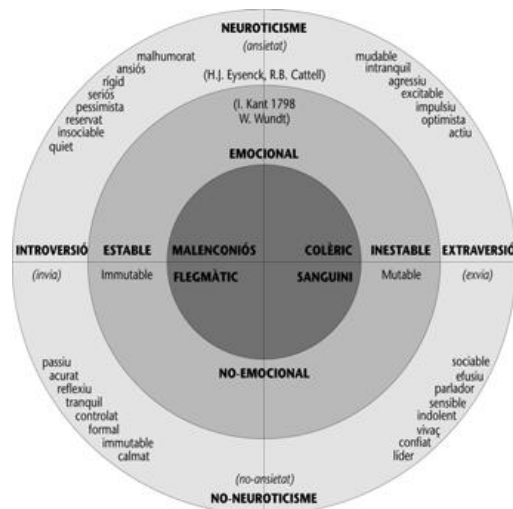 NEUROTICISME
(ansietat)
(H.J. Eysenck, R.B. Cattell)
malhumorat
ansiós
rígid
seriós
pessimista
reservat
insociable
quiet
mudable
intranquil
agressiu
excitable
impulsiu
optimista
actiu
(I. Kant 1798
W. Wundt)
EMOCIONAL
INTROVERSIÓ ESTABLE MALENCONIÓS COLÈRIC INESTABLE EXTRAVERSIÓ
(invia) Immutable FLEGMÀTIC SANGUINI Mutable (exvia)
NO-EMOCIONAL
passiu
acurat
reflexiu
tranquil
controlat
formal
immutable
calmat
sociable
efusiu
parlador
sensible
indolent
vivaç
confiat
líder
(no-ansietat)
NO-NEUROTICISME